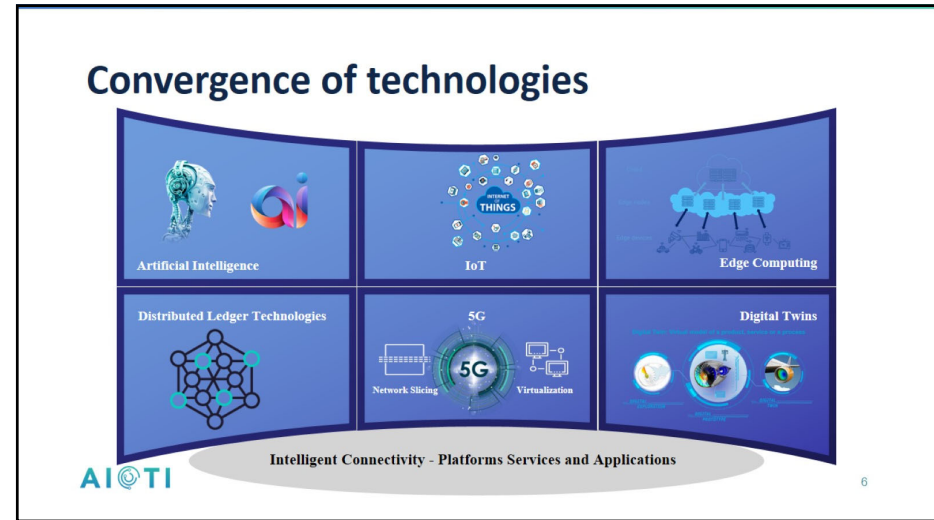 Convergence of technologies
ai
INTERNET
OF
THINGS
Artificial Intelligence
IoT
Edge Computing
Distributed Ledger Technologies
5G
Digital Twins
5G
Network Slicing
Virtualization
Intelligent Connectivity - Platforms Services and Applications
AIOTI
6